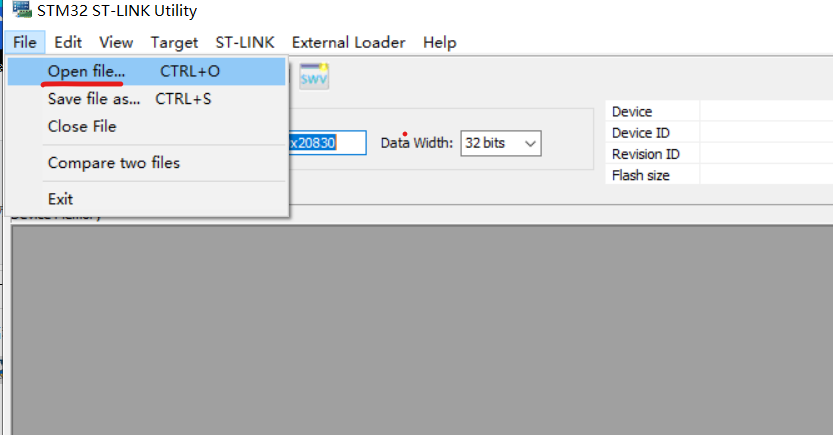 STM32 ST-LINK Utility
File Edit View Target ST-LINK External Loader Help
Open file... CTRL+O
SWV
Save file as... CTRL+S
Close File
Compare two files
Exit
x20830 Data Width: 32 bits
Device
Device ID
Revision ID
Flash size
Device Memory